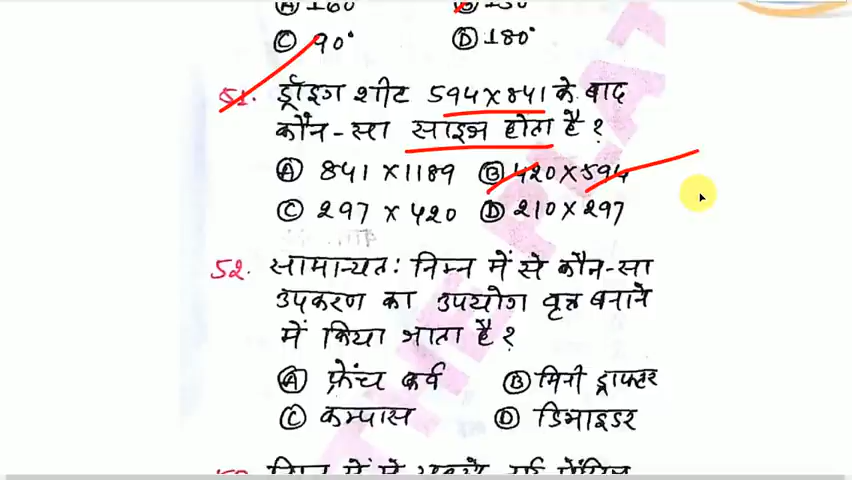 Ⓒ 90° Ⓓ 180°
51. ड्रॉइंग शीट 594×841 के बाद
कौन-सा साइज होता है?
Ⓐ 841×1189 Ⓑ 420×594
Ⓒ 297×420 Ⓓ 210×297
52. सामान्यतः निम्न में से कौन-सा
उपकरण का उपयोग वृत्त बनाने
में किया जाता है?
Ⓐ फ्रेंच कर्व Ⓑ मिनी ड्राफ्टर
Ⓒ कम्पास Ⓓ डिवाइडर